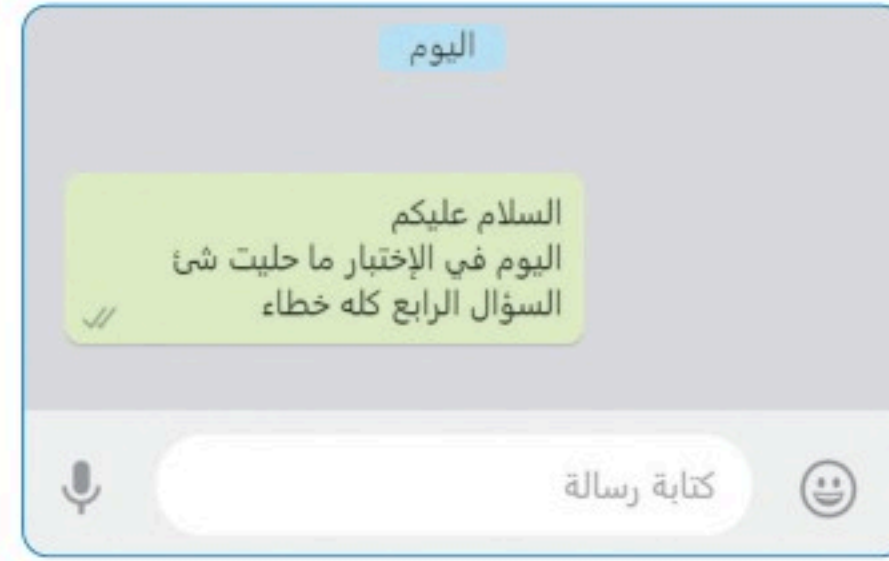 اليوم
السلام عليكم
اليوم في الإختبار ما حليت شئ
السؤال الرابع كله خطاء
كتابة رسالة